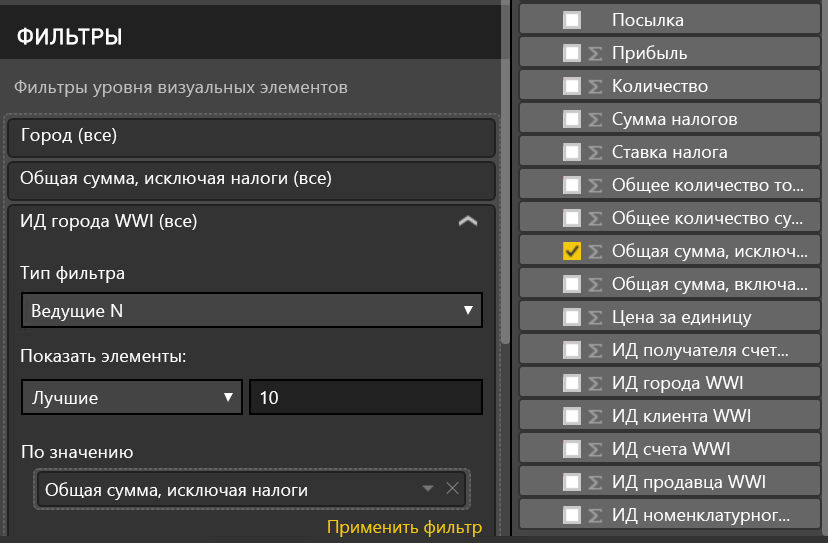 ФИЛЬТРЫ
Фильтры уровня визуальных элементов
Город (все)
Общая сумма, исключая налоги (все)
ИД города WWI (все)
Тип фильтра
Ведущие N
Показать элементы:
Лучшие
10
По значению
Общая сумма, исключая налоги
Применить фильтр
Посылка
Прибыль
Количество
Сумма налогов
Ставка налога
Общее количество то...
Общее количество су...
Общая сумма, исключ...
Общая сумма, включа...
Цена за единицу
ИД получателя счет...
ИД города WWI
ИД клиента WWI
ИД счета WWI
ИД продавца WWI
ИД номенклатурног...